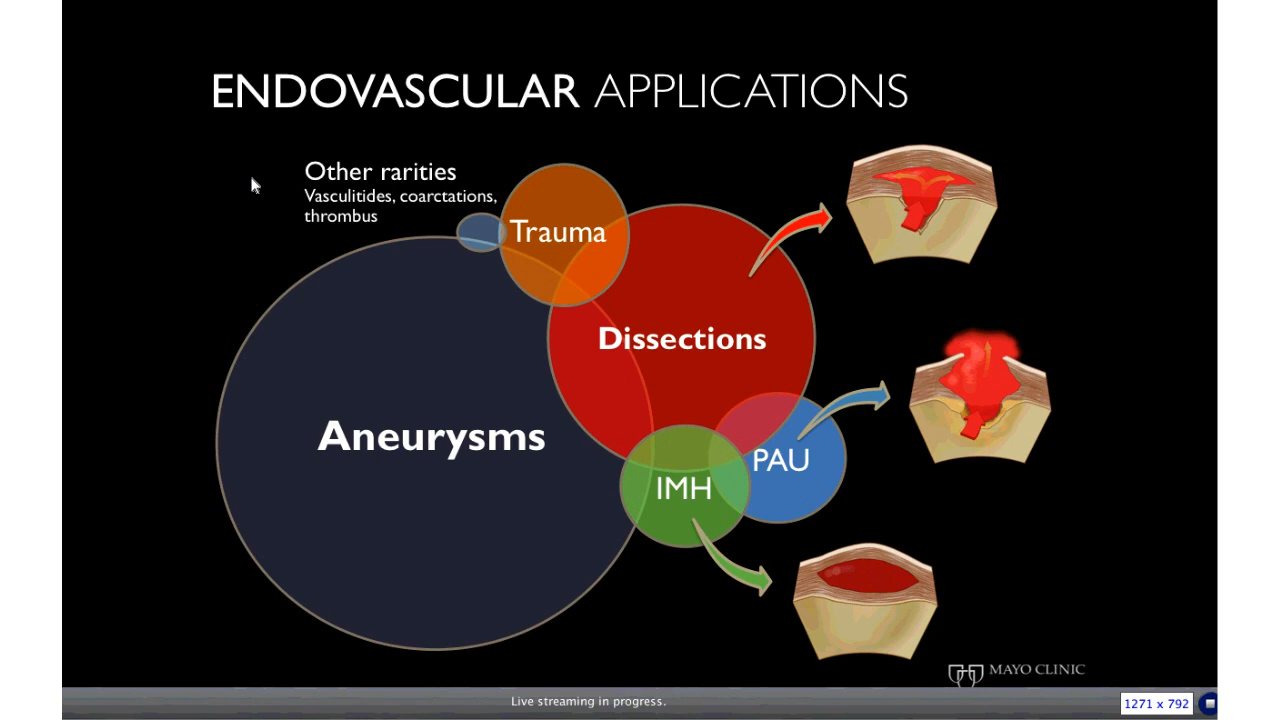 ENDOVASCULAR APPLICATIONS
Other rarities
Vasculitides, coarctations,
thrombus
Trauma
Dissections
Aneurysms
PAU
IMH
MAYO CLINIC
Live streaming in progress.
1271 x 792